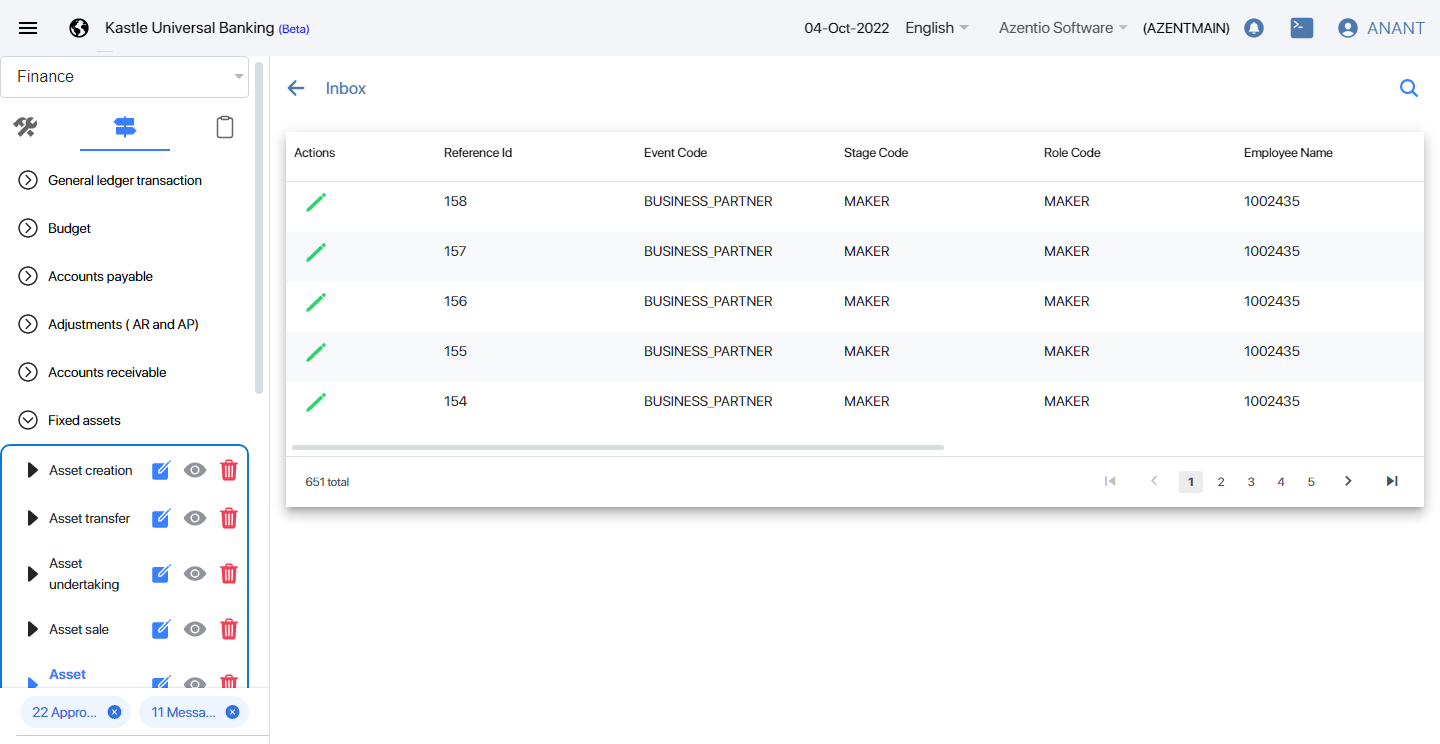 Kastle Universal Banking (Beta)
04-Oct-2022 English Azentio Software (AZENTMAIN) ANANT
Finance
General ledger transaction
Budget
Accounts payable
Adjustments ( AR and AP)
Accounts receivable
Fixed assets
Asset creation
Asset transfer
Asset
undertaking
Asset sale
Asset
22 Appro...
11 Messa...
Inbox
Actions Reference Id Event Code Stage Code Role Code Employee Name
158 BUSINESS_PARTNER MAKER MAKER 1002435
157 BUSINESS_PARTNER MAKER MAKER 1002435
156 BUSINESS_PARTNER MAKER MAKER 1002435
155 BUSINESS_PARTNER MAKER MAKER 1002435
154 BUSINESS_PARTNER MAKER MAKER 1002435
651 total
1 2 3 4 5